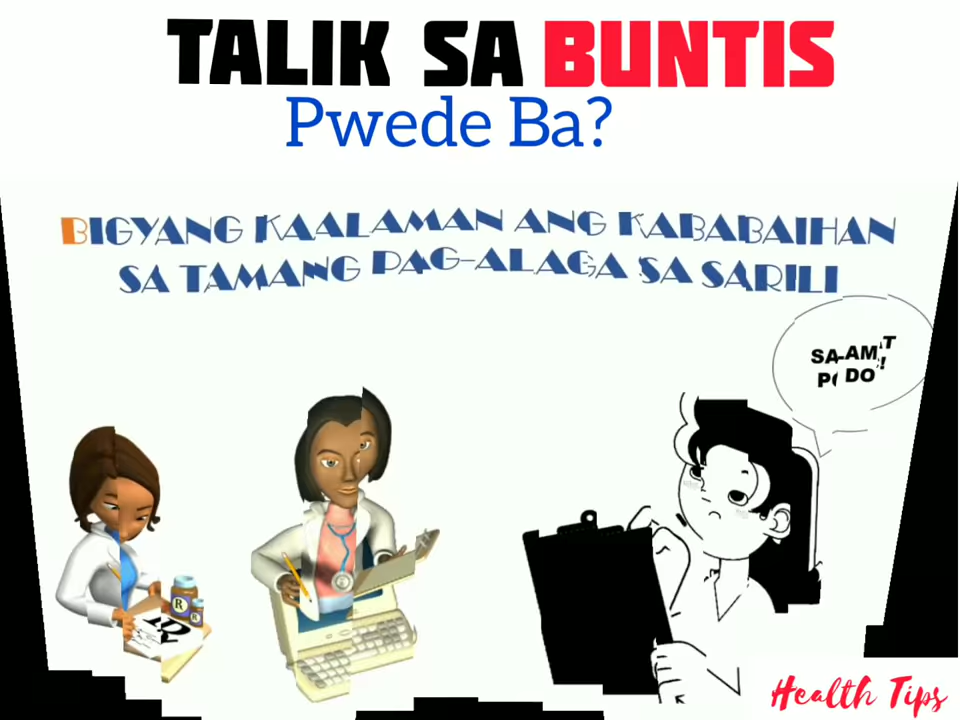 TALIK SA BUNTIS
Pwede Ba?
BIGYANG KAALAMAN ANG KABABAIHAN
SA TAMANG PAG-ALAGA SA SARILI
Health Tips